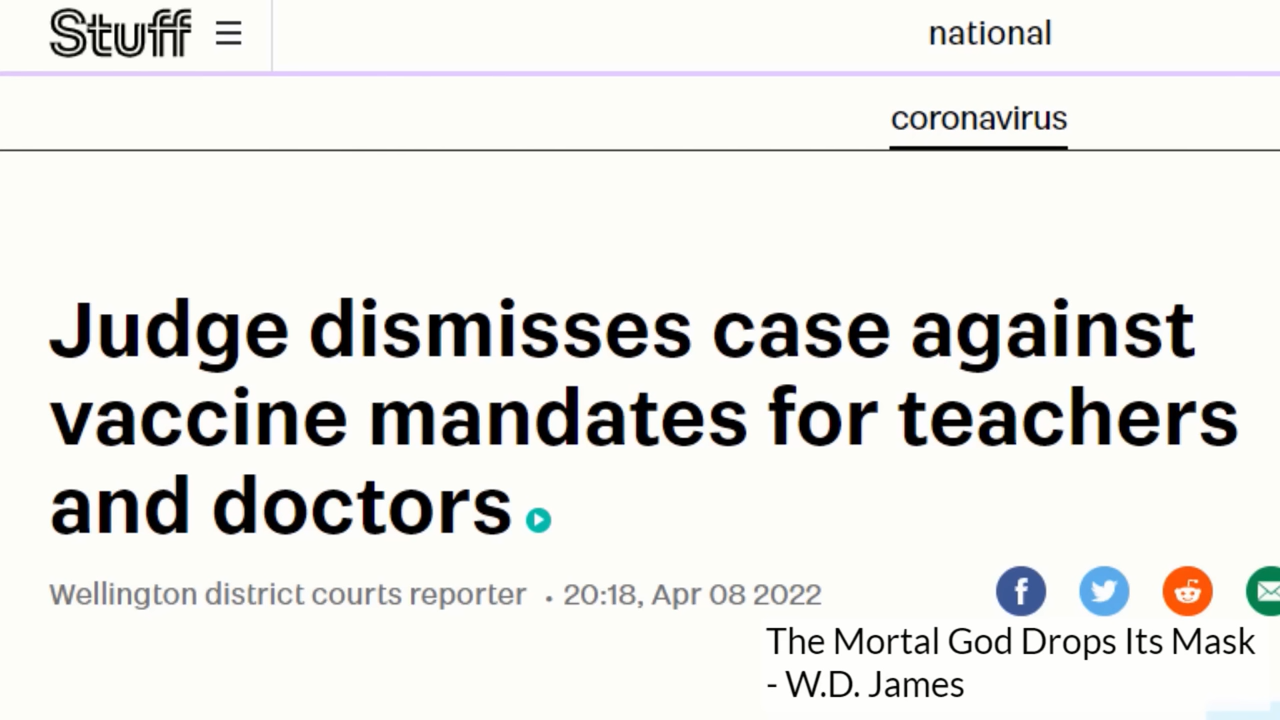 Stuff
national
coronavirus
Judge dismisses case against
vaccine mandates for teachers
and doctors
Wellington district courts reporter • 20:18, Apr 08 2022
The Mortal God Drops Its Mask
- W.D. James